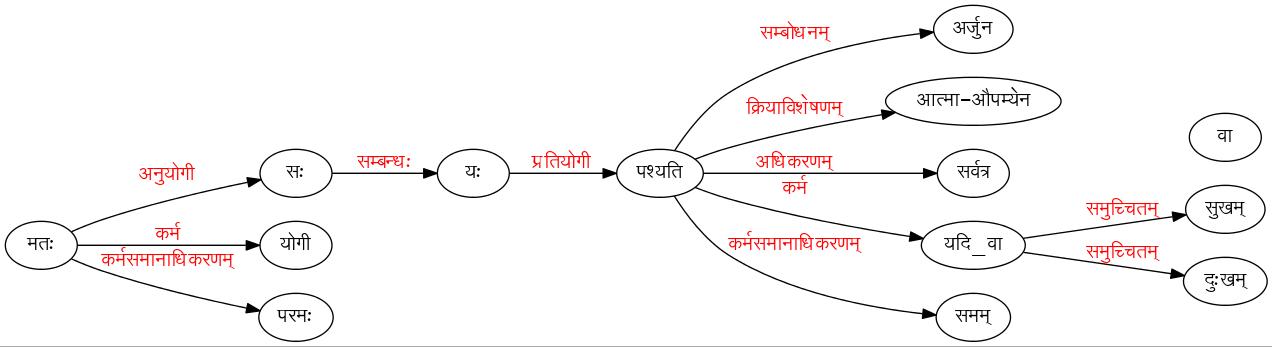 सम्बोधनम्
अर्जुन
क्रियाविशेषणम्
आत्मा-औपम्येन
वा
अनुयोगी
सः
सम्बन्धः
यः
प्रतियोगी
पश्यति
अधिकरणम्
सर्वत्र
कर्म
समुच्चितम्
सुखम्
मतः
कर्म
योगी
कर्मसमानाधिकरणम्
कर्मसमानाधिकरणम्
यदि_वा
समुच्चितम्
दुःखम्
परमः
समम्